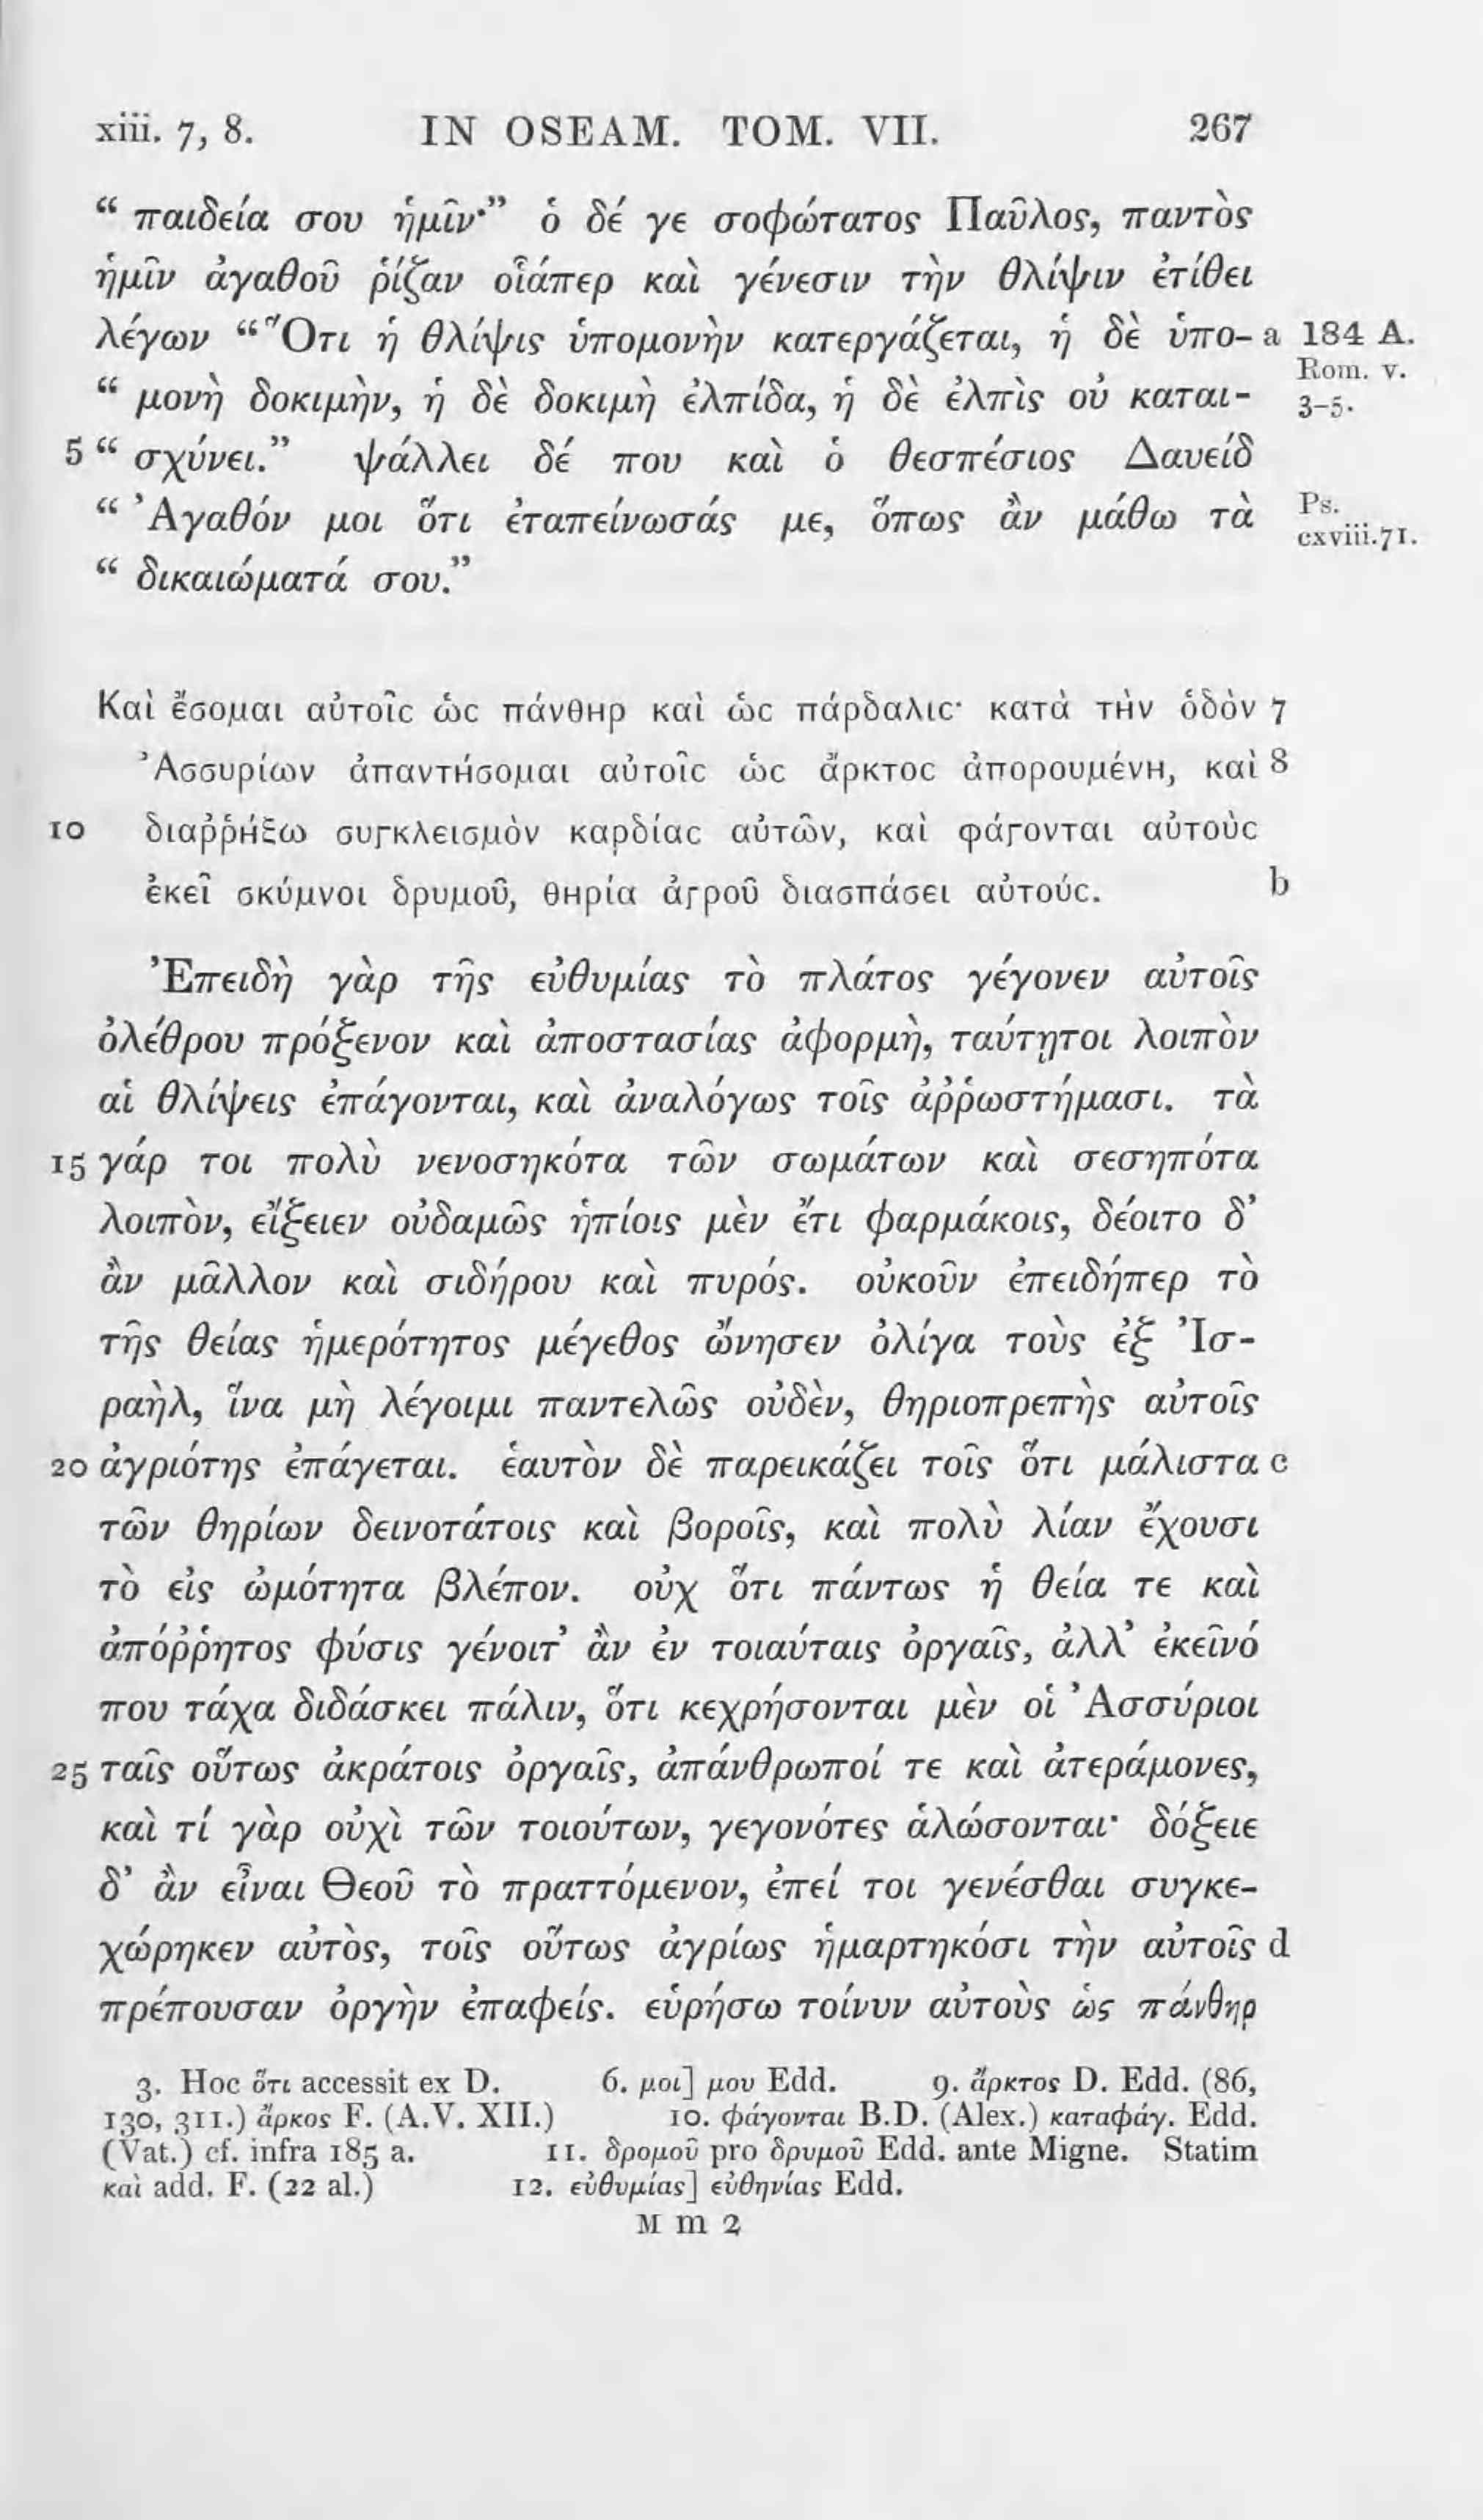 xiii. 7, 8. IN OSEAM. TOM. VII. 267
“ παιδεία σου ἡμῖν·” ὁ δέ γε σοφώτατος Παῦλος, παντὸς
ἡμῖν ἀγαθοῦ ῥίζαν οἱάπερ καὶ γένεσιν τὴν θλίψιν ἐτίθει
λέγων “ Ὅτι ἡ θλίψις ὑπομονὴν κατεργάζεται, ἡ δὲ ὑπο- a 184 A.
“ μονὴ δοκιμὴν, ἡ δὲ δοκιμὴ ἐλπίδα, ἡ δὲ ἐλπὶς οὐ καται- Rom. v. 3-5.
5 “ σχύνει.” ψάλλει δέ που καὶ ὁ θεσπέσιος Δαυείδ
“ Ἀγαθόν μοι ὅτι ἐταπείνωσάς με, ὅπως ἂν μάθω τὰ Ps. cxviii.71.
“ δικαιώματά σου.”
Καὶ ἔσομαι αὐτοῖς ὡς πάνθηρ καὶ ὡς πάρδαλις· κατὰ τὴν ὁδὸν 7
Ἀσσυρίων ἀπαντήσομαι αὐτοῖς ὡς ἄρκτος ἀπορουμένη, καὶ 8
10 διαῤῥήξω συγκλεισμὸν καρδίας αὐτῶν, καὶ φάγονται αὐτοὺς
ἐκεῖ σκύμνοι δρυμοῦ, θηρία ἀγροῦ διασπάσει αὐτούς. b
Ἐπειδὴ γὰρ τῆς εὐθυμίας τὸ πλάτος γέγονεν αὐτοῖς
ὀλέθρου πρόξενον καὶ ἀποστασίας ἀφορμὴ, ταύτῃτοι λοιπὸν
αἱ θλίψεις ἐπάγονται, καὶ ἀναλόγως τοῖς ἀῤῥωστήμασι. τὰ
15 γάρ τοι πολὺ νενοσηκότα τῶν σωμάτων καὶ σεσηπότα
λοιπὸν, εἴξειεν οὐδαμῶς ἠπίοις μὲν ἔτι φαρμάκοις, δέοιτο δ’
ἂν μᾶλλον καὶ σιδήρου καὶ πυρός. οὐκοῦν ἐπειδήπερ τὸ
τῆς θείας ἡμερότητος μέγεθος ὤνησεν ὀλίγα τοὺς ἐξ Ἰσ-
ραὴλ, ἵνα μὴ λέγοιμι παντελῶς οὐδὲν, θηριοπρεπὴς αὐτοῖς
20 ἀγριότης ἐπάγεται. ἑαυτὸν δὲ παρεικάζει τοῖς ὅτι μάλιστα c
τῶν θηρίων δεινοτάτοις καὶ βοροῖς, καὶ πολὺ λίαν ἔχουσι
τὸ εἰς ὠμότητα βλέπον. οὐχ ὅτι πάντως ἡ θεία τε καὶ
ἀπόῤῥητος φύσις γένοιτ’ ἂν ἐν τοιαύταις ὀργαῖς, ἀλλ’ ἐκεῖνό
που τάχα διδάσκει πάλιν, ὅτι κεχρήσονται μὲν οἱ Ἀσσύριοι
25 ταῖς οὕτως ἀκράτοις ὀργαῖς, ἀπάνθρωποί τε καὶ ἀτεράμονες,
καὶ τί γὰρ οὐχὶ τῶν τοιούτων, γεγονότες ἁλώσονται· δόξειε
δ’ ἂν εἶναι Θεοῦ τὸ πραττόμενον, ἐπεί τοι γενέσθαι συγκε-
χώρηκεν αὐτὸς, τοῖς οὕτως ἀγρίως ἡμαρτηκόσι τὴν αὐτοῖς d
πρέπουσαν ὀργὴν ἐπαφείς. εὑρήσω τοίνυν αὐτοὺς ὡς πάνθηρ
3. Hoc ὅτι accessit ex D. 6. μοι] μου Edd. 9. ἄρκτος D. Edd. (86,
130, 311.) ἄρκος F. (A.V. XII.) 10. φάγονται B.D. (Alex.) καταφάγ. Edd.
(Vat.) cf. infra 185 a. 11. δρομοῦ pro δρυμοῦ Edd. ante Migne. Statim
καὶ add. F. (22 al.) 12. εὐθυμίας] εὐθηνίας Edd.
M m 2